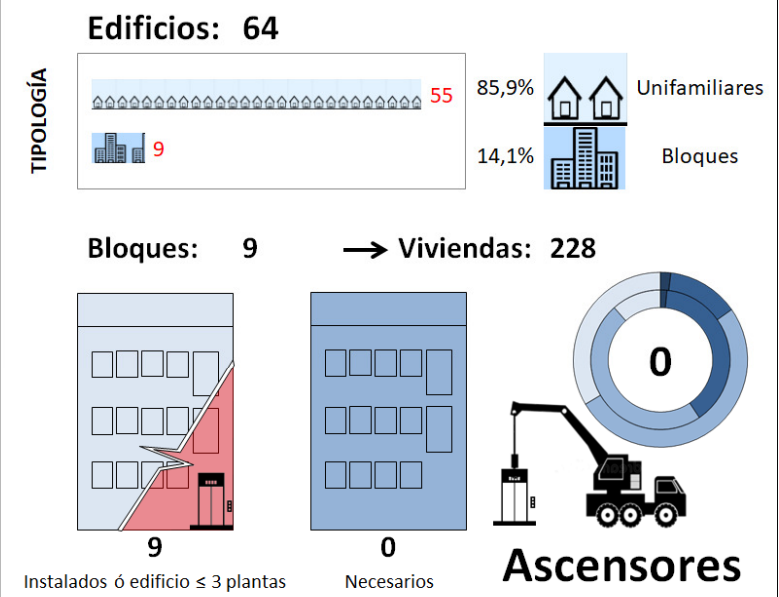 Edificios: 64
TIPOLOGÍA
55
85,9%
Unifamiliares
9
14,1%
Bloques
Bloques: 9
Viviendas: 228
0
9
0
Instalados ó edificio ≤ 3 plantas
Necesarios
Ascensores